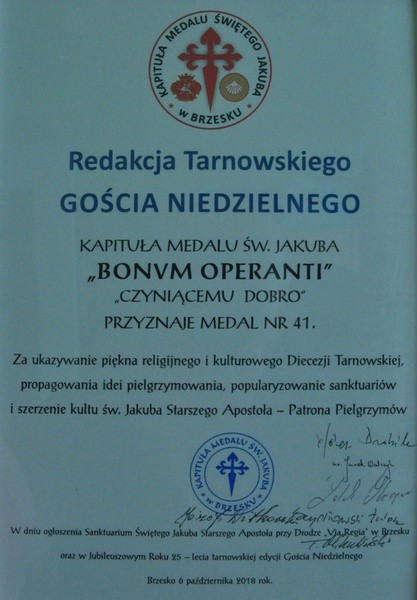 KAPITUŁA MEDALU ŚWIĘTEGO JAKUBA
W BRZESKU
Redakcja Tarnowskiego
GOŚCIA NIEDZIELNEGO
KAPITUŁA MEDALU ŚW. JAKUBA
„BONVM OPERANTI”
„CZYNIĄCEMU DOBRO”
PRZYZNAJE MEDAL NR 41.
Za ukazywanie piękna religijnego i kulturowego Diecezji Tarnowskiej,
propagowania idei pielgrzymowania, popularyzowanie sanktuariów
i szerzenie kultu św. Jakuba Starszego Apostoła – Patrona Pielgrzymów
KAPITUŁA MEDALU ŚW. JAKUBA
W BRZESKU
W dniu ogłoszenia Sanktuarium Świętego Jakuba Starszego Apostoła przy Drodze „Via Regia” w Brzesku
oraz w Jubileuszowym Roku 25 – lecia tarnowskiej edycji Gościa Niedzielnego
Brzesko 6 października 2018 rok.